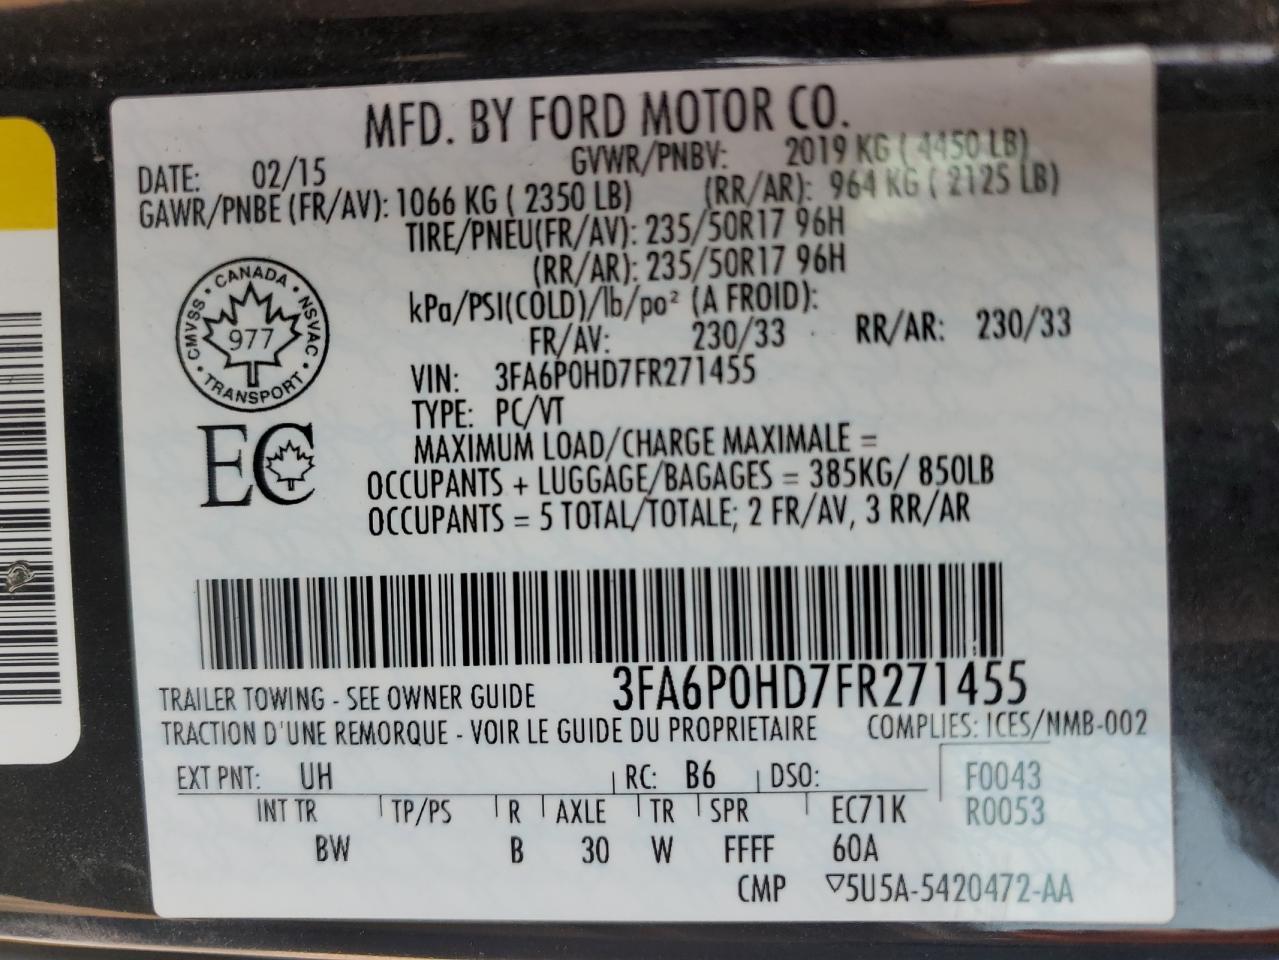 MFD. BY FORD MOTOR CO.
DATE: 02/15 GVWR/PNBV: 2019 KG ( 4450 LB)
GAWR/PNBE (FR/AV): 1066 KG ( 2350 LB) (RR/AR): 964 KG ( 2125 LB)
TIRE/PNEU(FR/AV): 235/50R17 96H
(RR/AR): 235/50R17 96H
kPa/PSI(COLD)/lb/po² (A FROID):
FR/AV: 230/33 RR/AR: 230/33
CANADA · NSVAC · TRANSPORT · CMVSS ·
977
VIN: 3FA6P0HD7FR271455
TYPE: PC/VT
EC
MAXIMUM LOAD/CHARGE MAXIMALE =
OCCUPANTS + LUGGAGE/BAGAGES = 385KG/ 850LB
OCCUPANTS = 5 TOTAL/TOTALE; 2 FR/AV, 3 RR/AR
3FA6P0HD7FR271455
TRAILER TOWING - SEE OWNER GUIDE
TRACTION D'UNE REMORQUE - VOIR LE GUIDE DU PROPRIETAIRE COMPLIES: ICES/NMB-002
EXT PNT: UH RC: B6 DSO: F0043
INT TR TP/PS R AXLE TR SPR EC71K R0053
BW B 30 W FFFF 60A
CMP ▽5U5A-5420472-AA